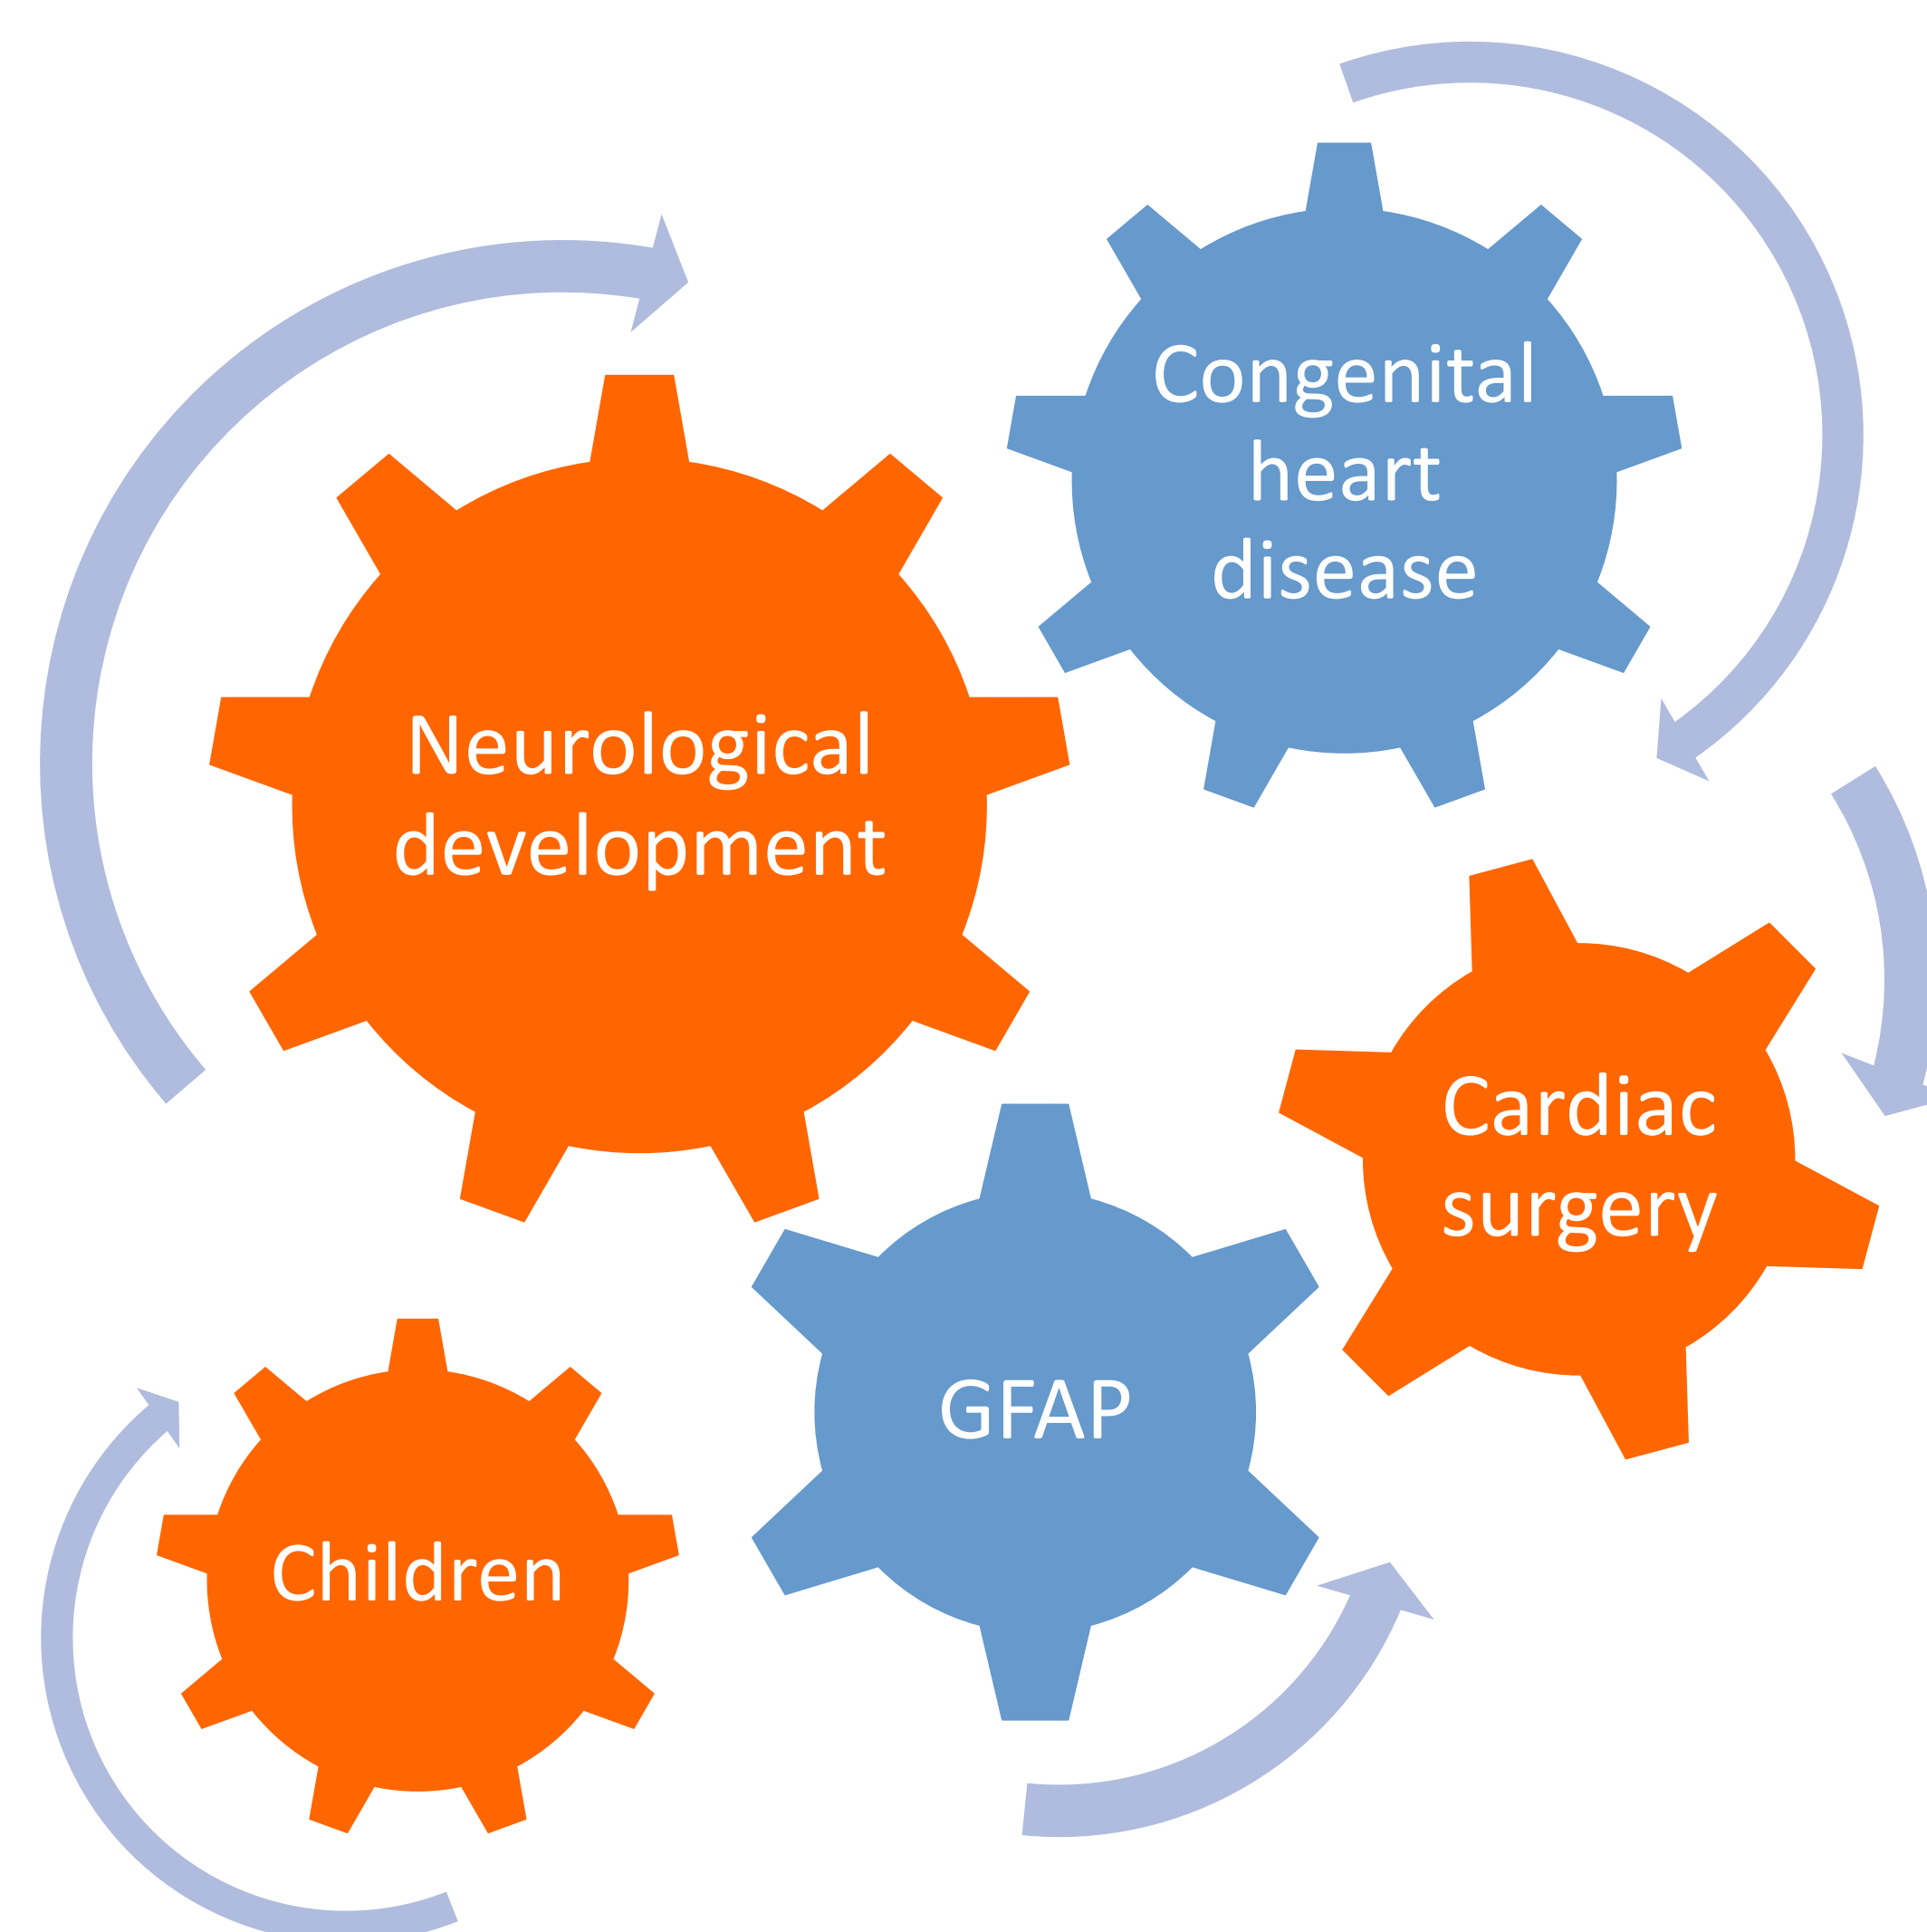 Congenital
heart
disease
Neurological
development
Cardiac
surgery
GFAP
Children